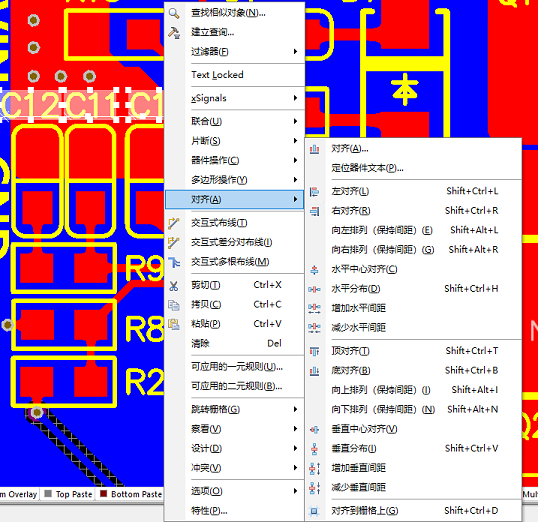 查找相似对象(N)...
建立查询...
过滤器(F)
Text Locked
xSignals
联合(U)
片断(S)
器件操作(C)
多边形操作(Y)
对齐(A)
交互式布线(T)
交互式差分对布线(I)
交互式多根布线(M)
剪切(T) Ctrl+X
拷贝(C) Ctrl+C
粘贴(P) Ctrl+V
清除 Del
可应用的一元规则(U)...
可应用的二元规则(B)...
跳转栅格(G)
察看(V)
设计(D)
冲突(V)
选项(O)
特性(P)...
对齐(A)...
定位器件文本(P)...
左对齐(L) Shift+Ctrl+L
右对齐(R) Shift+Ctrl+R
向左排列（保持间距）(E) Shift+Alt+L
向右排列（保持间距）(G) Shift+Alt+R
水平中心对齐(C)
水平分布(D) Shift+Ctrl+H
增加水平间距
减少水平间距
顶对齐(T) Shift+Ctrl+T
底对齐(B) Shift+Ctrl+B
向上排列（保持间距）(I) Shift+Alt+I
向下排列（保持间距）(N) Shift+Alt+N
垂直中心对齐(V)
垂直分布(I) Shift+Ctrl+V
增加垂直间距
减少垂直间距
对齐到栅格上(G) Shift+Ctrl+D
C12 C11 C1
R9
R8
R2
Q2
m Overlay Top Paste Bottom Paste
Mult